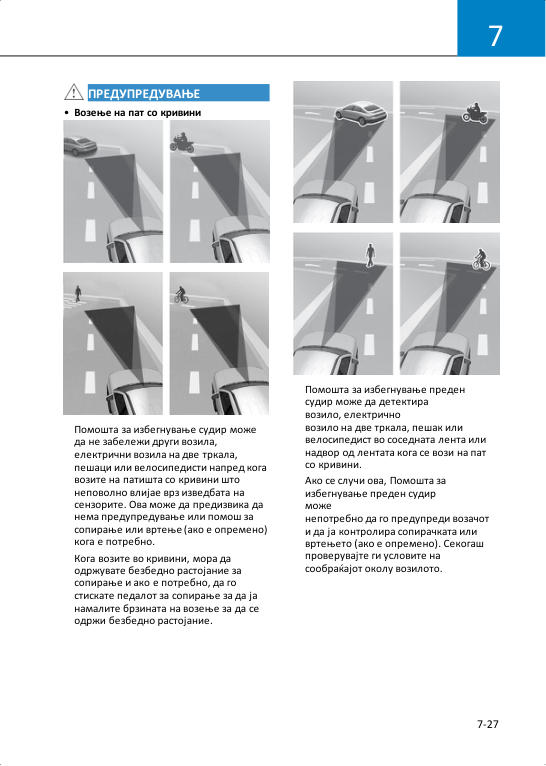 7
ПРЕДУПРЕДУВАЊЕ
• Возење на пат со кривини
Помошта за избегнување судир може
да не забележи други возила,
електрични возила на две тркала,
пешаци или велосипедисти напред кога
возите на патишта со кривини што
неповолно влијае врз изведбата на
сензорите. Ова може да предизвика да
нема предупредување или помош за
сопирање или вртење (ако е опремено)
кога е потребно.
Кога возите во кривини, мора да
одржувате безбедно растојание за
сопирање и ако е потребно, да го
стискате педалот за сопирање за да ја
намалите брзината на возење за да се
одржи безбедно растојание.
Помошта за избегнување преден
судир може да детектира
возило, електрично
возило на две тркала, пешак или
велосипедист во соседната лента или
надвор од лентата кога се вози на пат
со кривини.
Ако се случи ова, Помошта за
избегнување преден судир
може
непотребно да го предупреди возачот
и да ја контролира сопирачката или
вртењето (ако е опремено). Секогаш
проверувајте ги условите на
сообраќајот околу возилото.
7-27